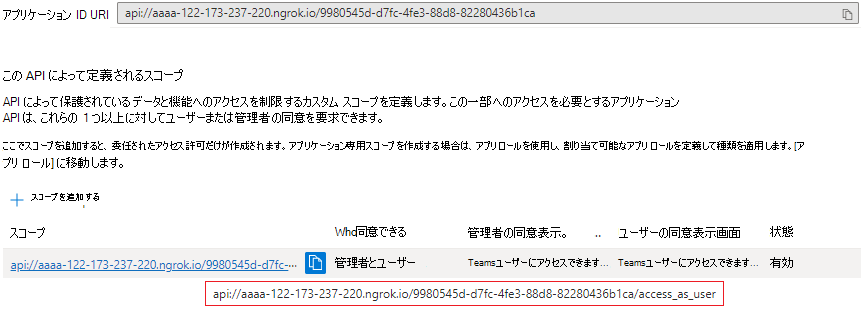 アプリケーション ID URI api://aaaa-122-173-237-220.ngrok.io/9980545d-d7fc-4fe3-88d8-82280436b1ca
この API によって定義されるスコープ
API によって保護されているデータと機能へのアクセスを制限するカスタム スコープを定義します。この一部へのアクセスを必要とするアプリケーション
API は、これらの 1 つ以上に対してユーザーまたは管理者の同意を要求できます。
ここでスコープを追加すると、委任されたアクセス許可だけが作成されます。アプリケーション専用スコープを作成する場合は、アプリロールを使用し、割り当て可能なアプリロールを定義して種類を適用します。[ア
プリ ロール] に移動します。
スコープを追加する
スコープ Who同意できる 管理者の同意表示。 .. ユーザーの同意表示画面 状態
api://aaaa-122-173-237-220.ngrok.io/9980545d-d7fc-... 管理者とユーザー Teamsユーザーにアクセスできます... Teamsユーザーにアクセスできます... 有効
api://aaaa-122-173-237-220.ngrok.io/9980545d-d7fc-4fe3-88d8-82280436b1ca/access_as_user